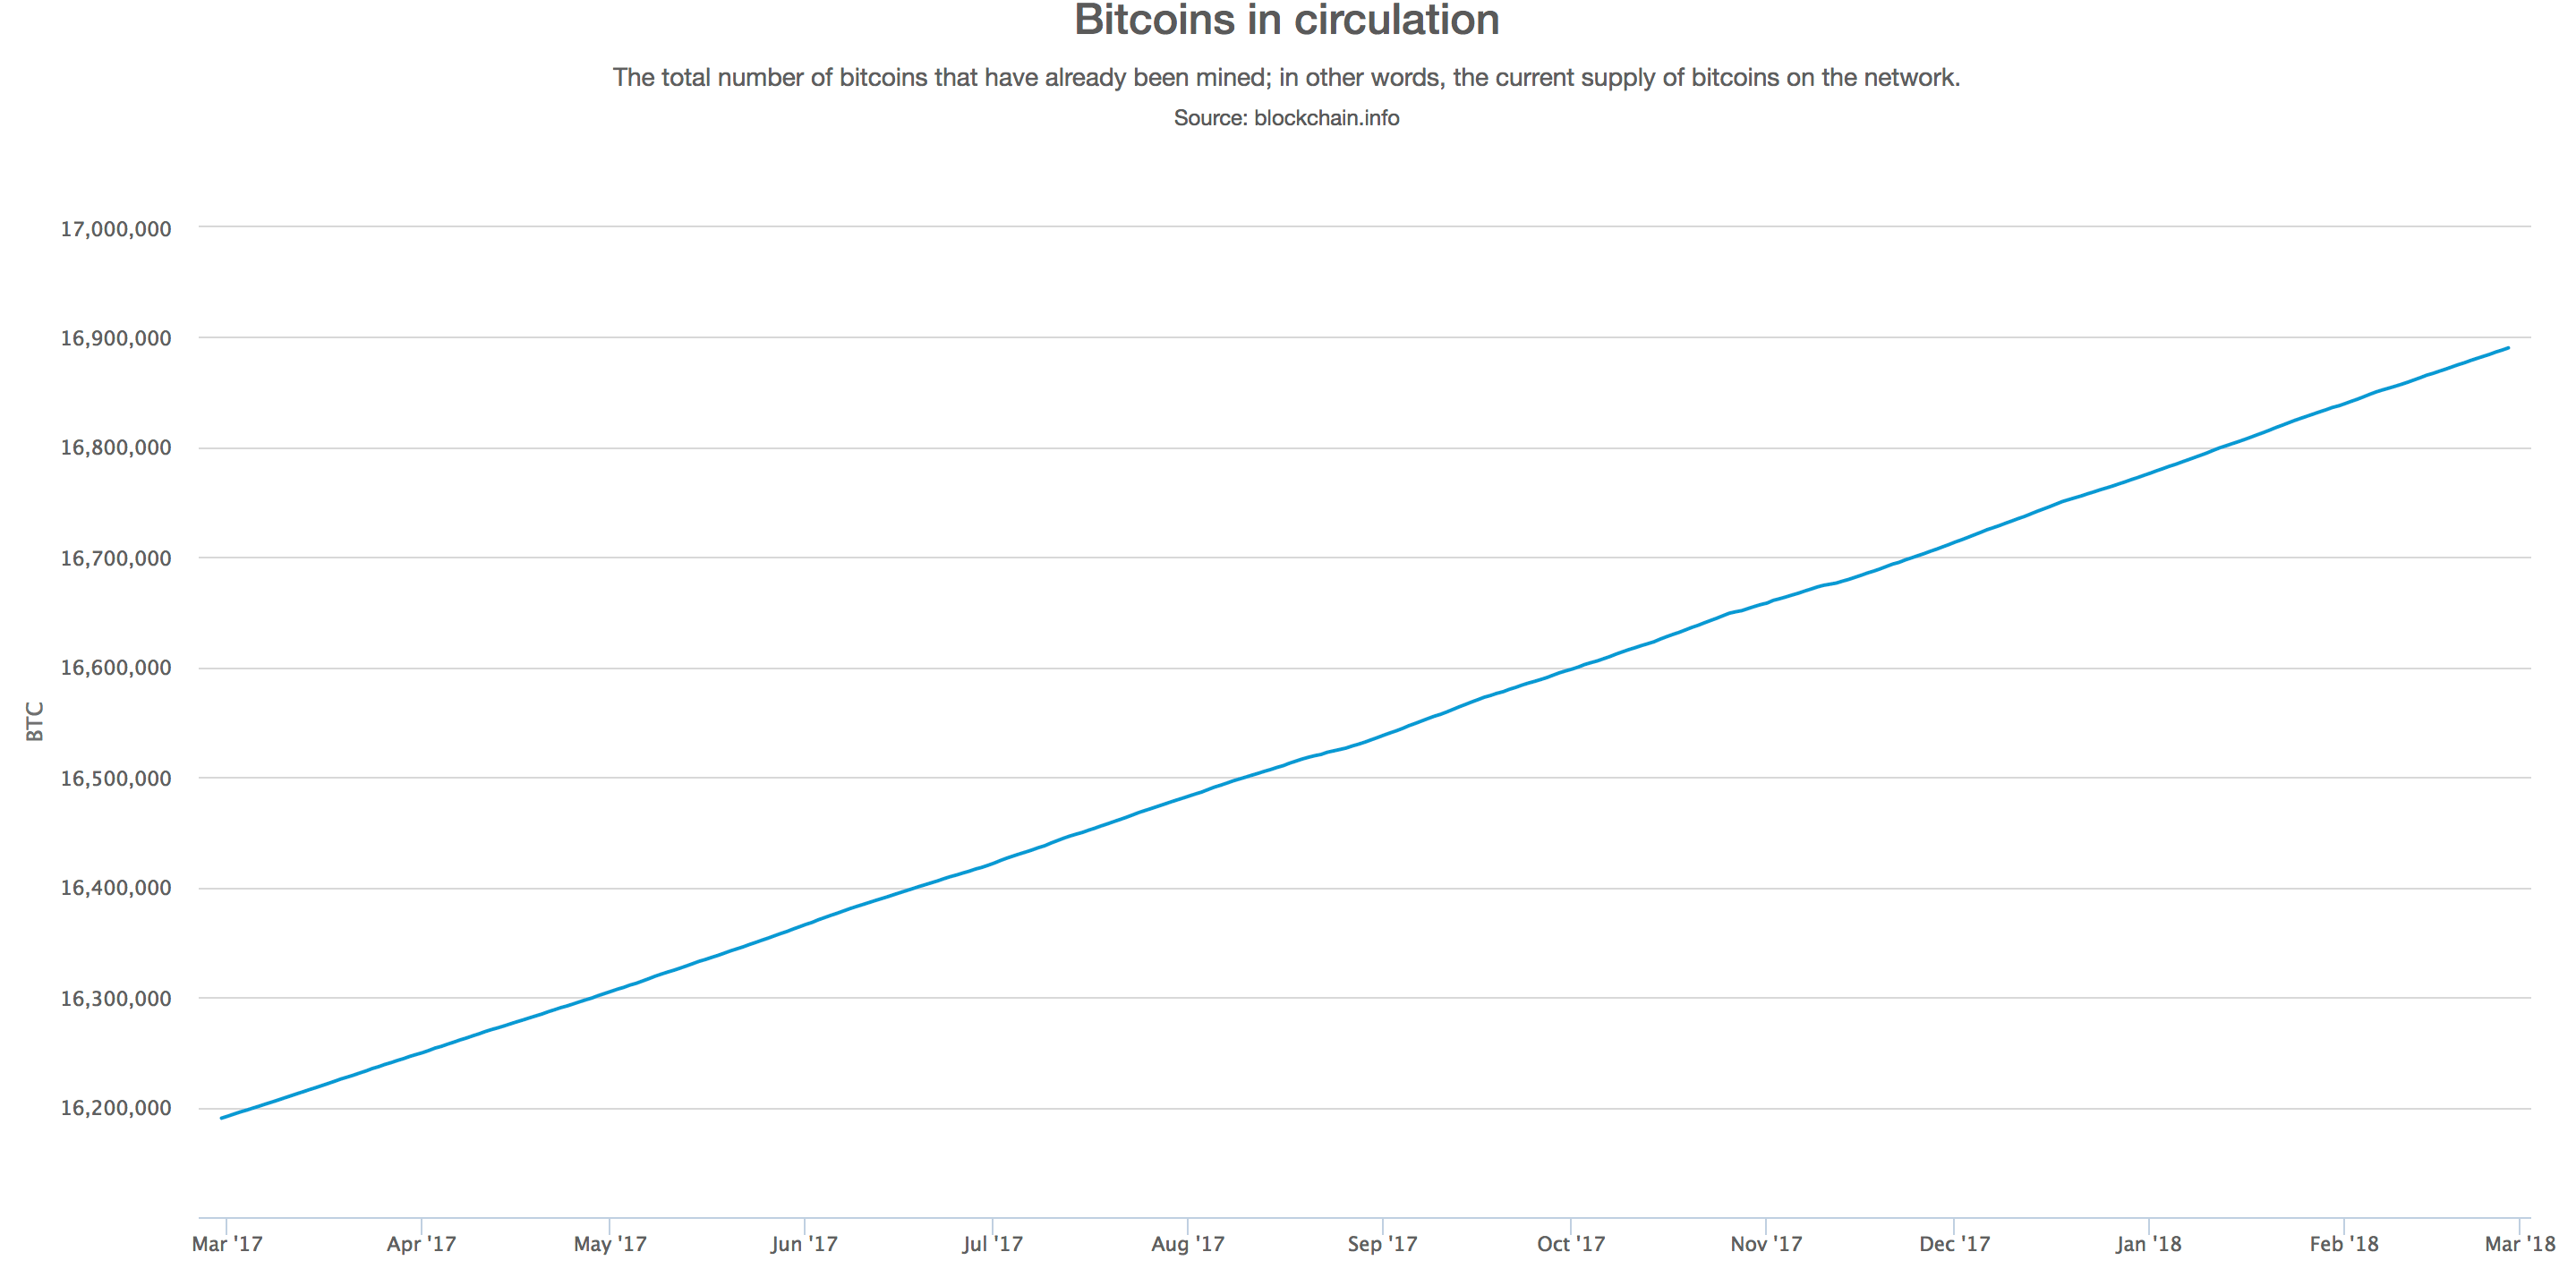 Bitcoins in circulation
The total number of bitcoins that have already been mined; in other words, the current supply of bitcoins on the network.
Source: blockchain.info
17,000,000
16,900,000
16,800,000
16,700,000
16,600,000
BTC
16,500,000
16,400,000
16,300,000
16,200,000
Mar '17 Apr '17 May '17 Jun '17 Jul '17 Aug '17 Sep '17 Oct '17 Nov '17 Dec '17 Jan '18 Feb '18 Mar '18